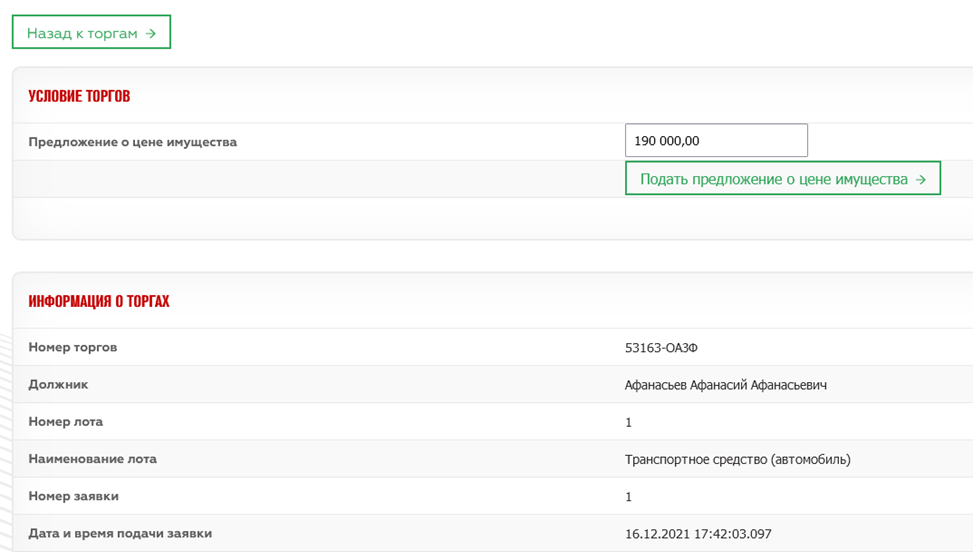 Назад к торгам →
УСЛОВИЕ ТОРГОВ
Предложение о цене имущества 190 000,00
Подать предложение о цене имущества →
ИНФОРМАЦИЯ О ТОРГАХ
Номер торгов 53163-ОАЗФ
Должник Афанасьев Афанасий Афанасьевич
Номер лота 1
Наименование лота Транспортное средство (автомобиль)
Номер заявки 1
Дата и время подачи заявки 16.12.2021 17:42:03.097